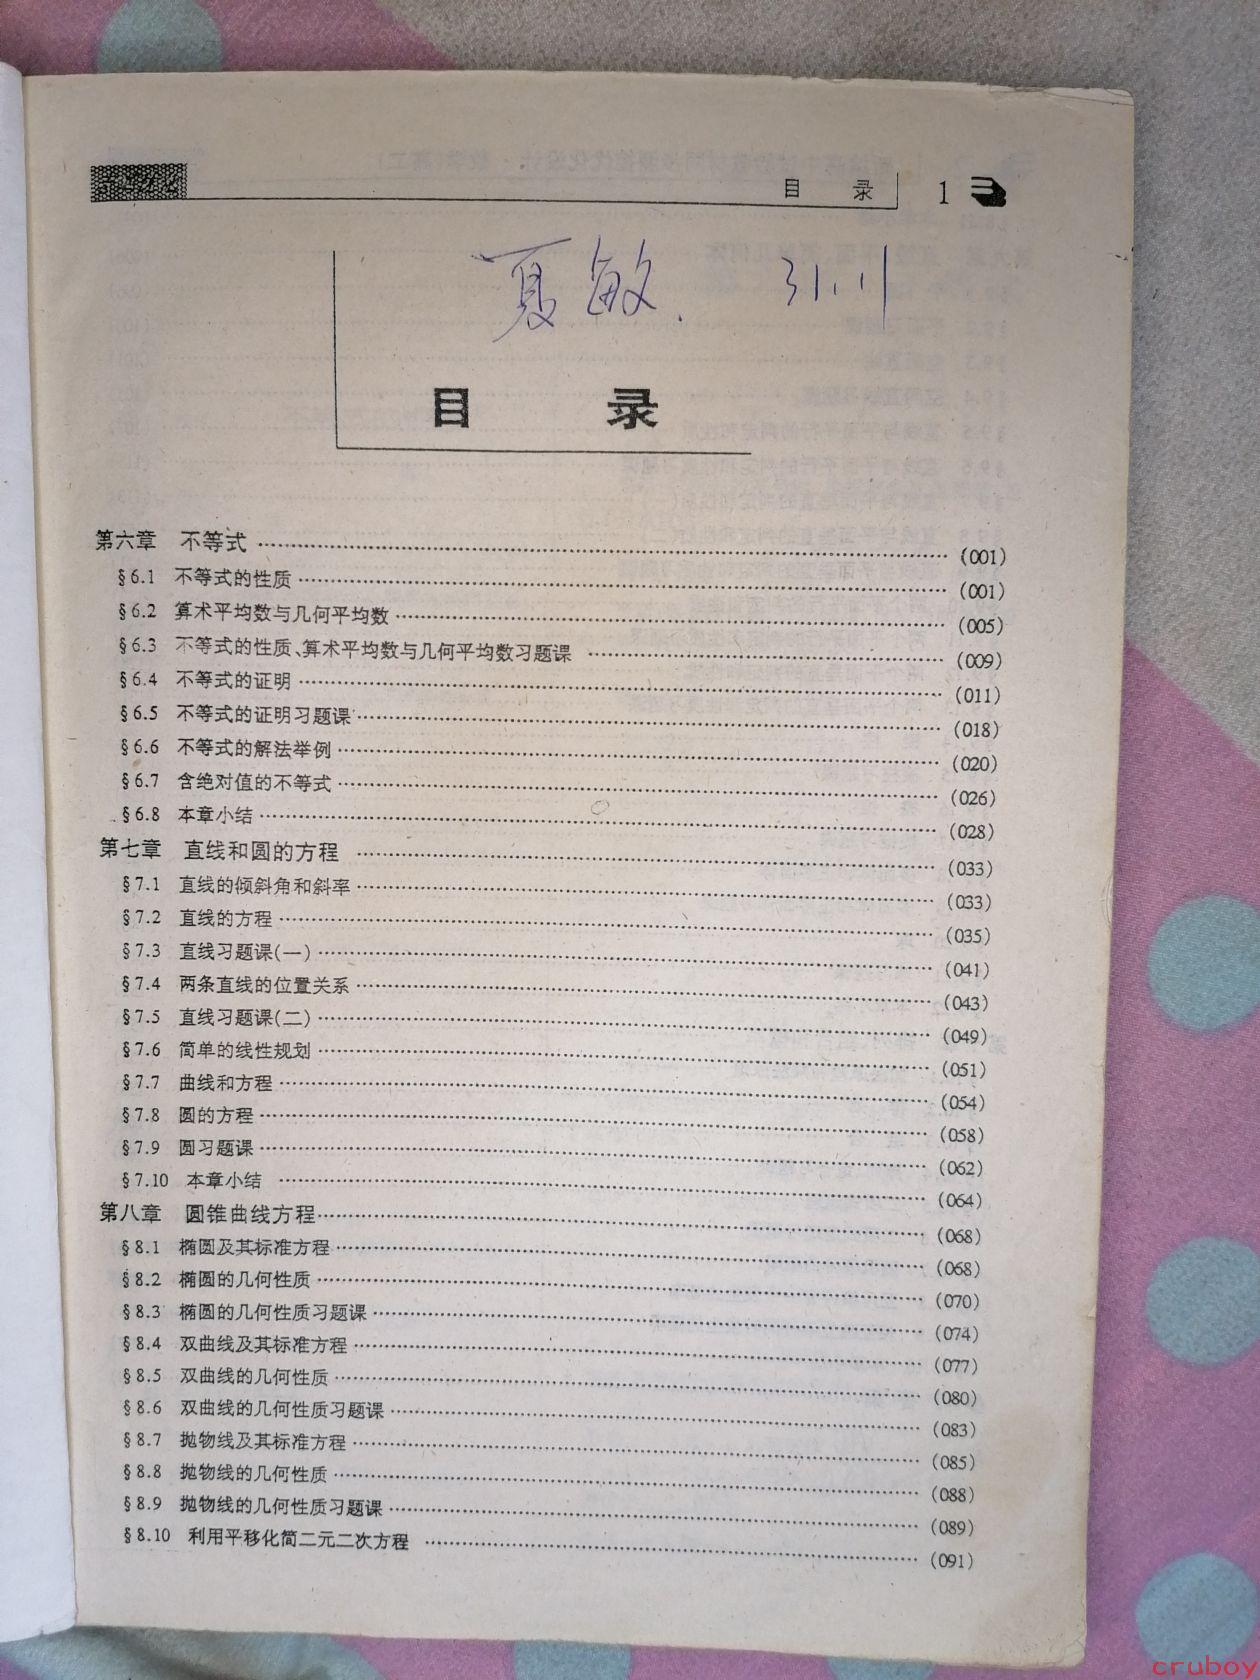 目 录 1
夏敏.
目 录
第六章 不等式 (001)
§6.1 不等式的性质 (001)
§6.2 算术平均数与几何平均数 (005)
§6.3 不等式的性质、算术平均数与几何平均数习题课 (009)
§6.4 不等式的证明 (011)
§6.5 不等式的证明习题课 (018)
§6.6 不等式的解法举例 (020)
§6.7 含绝对值的不等式 (026)
§6.8 本章小结 (028)
第七章 直线和圆的方程 (033)
§7.1 直线的倾斜角和斜率 (033)
§7.2 直线的方程 (035)
§7.3 直线习题课(一) (041)
§7.4 两条直线的位置关系 (043)
§7.5 直线习题课(二) (049)
§7.6 简单的线性规划 (051)
§7.7 曲线和方程 (054)
§7.8 圆的方程 (058)
§7.9 圆习题课 (062)
§7.10 本章小结 (064)
第八章 圆锥曲线方程 (068)
§8.1 椭圆及其标准方程 (068)
§8.2 椭圆的几何性质 (070)
§8.3 椭圆的几何性质习题课 (074)
§8.4 双曲线及其标准方程 (077)
§8.5 双曲线的几何性质 (080)
§8.6 双曲线的几何性质习题课 (083)
§8.7 抛物线及其标准方程 (085)
§8.8 抛物线的几何性质 (088)
§8.9 抛物线的几何性质习题课 (089)
§8.10 利用平移化简二元二次方程 (091)
cruboy